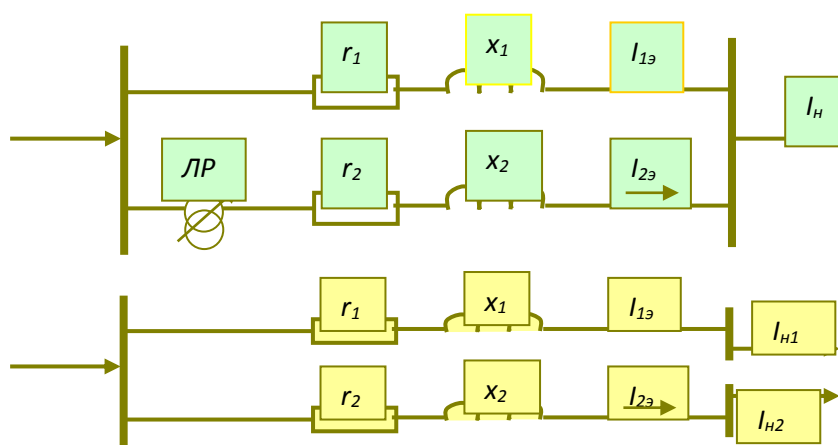 r₁ x₁ I₁э
Iн
ЛР r₂ x₂ I₂э
r₁ x₁ I₁э
Iн1
r₂ x₂ I₂э
Iн2